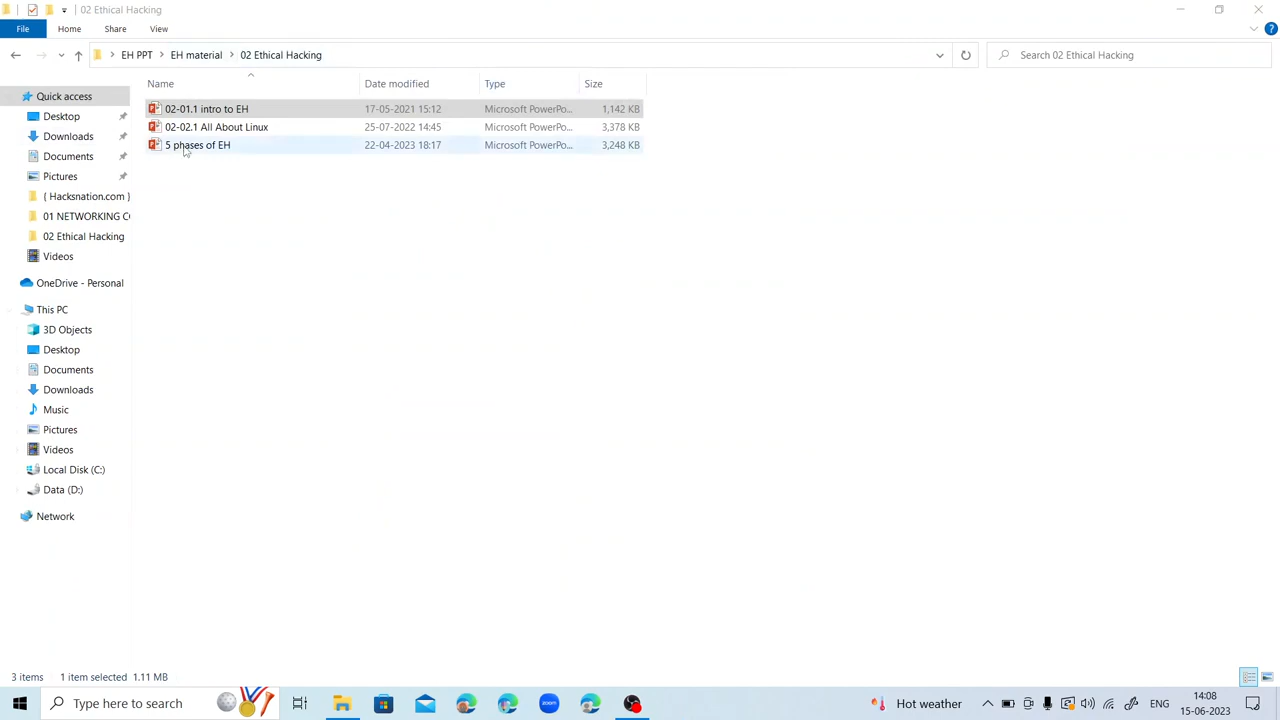 02 Ethical Hacking
File Home Share View
EH PPT EH material 02 Ethical Hacking
Search 02 Ethical Hacking
Name Date modified Type Size
02-01.1 intro to EH 17-05-2021 15:12 Microsoft PowerPo... 1,142 KB
02-02.1 All About Linux 25-07-2022 14:45 Microsoft PowerPo... 3,378 KB
5 phases of EH 22-04-2023 18:17 Microsoft PowerPo... 3,248 KB
Quick access
Desktop
Downloads
Documents
Pictures
( Hacksnation.com )
01 NETWORKING C
02 Ethical Hacking
Videos
OneDrive - Personal
This PC
3D Objects
Desktop
Documents
Downloads
Music
Pictures
Videos
Local Disk (C:)
Data (D:)
Network
3 items 1 item selected 1.11 MB
Type here to search
zoom
Hot weather
ENG
14:08
15-06-2023